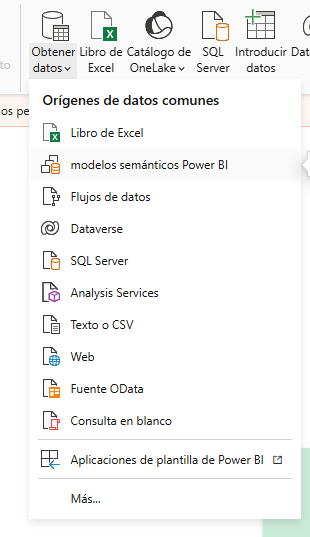 Obtener Libro de Catálogo de SQL Introducir Dat
to datos Excel OneLake Server datos
os pe
Orígenes de datos comunes
Libro de Excel
modelos semánticos Power BI
Flujos de datos
Dataverse
SQL Server
Analysis Services
Texto o CSV
Web
Fuente OData
Consulta en blanco
Aplicaciones de plantilla de Power BI
Más...